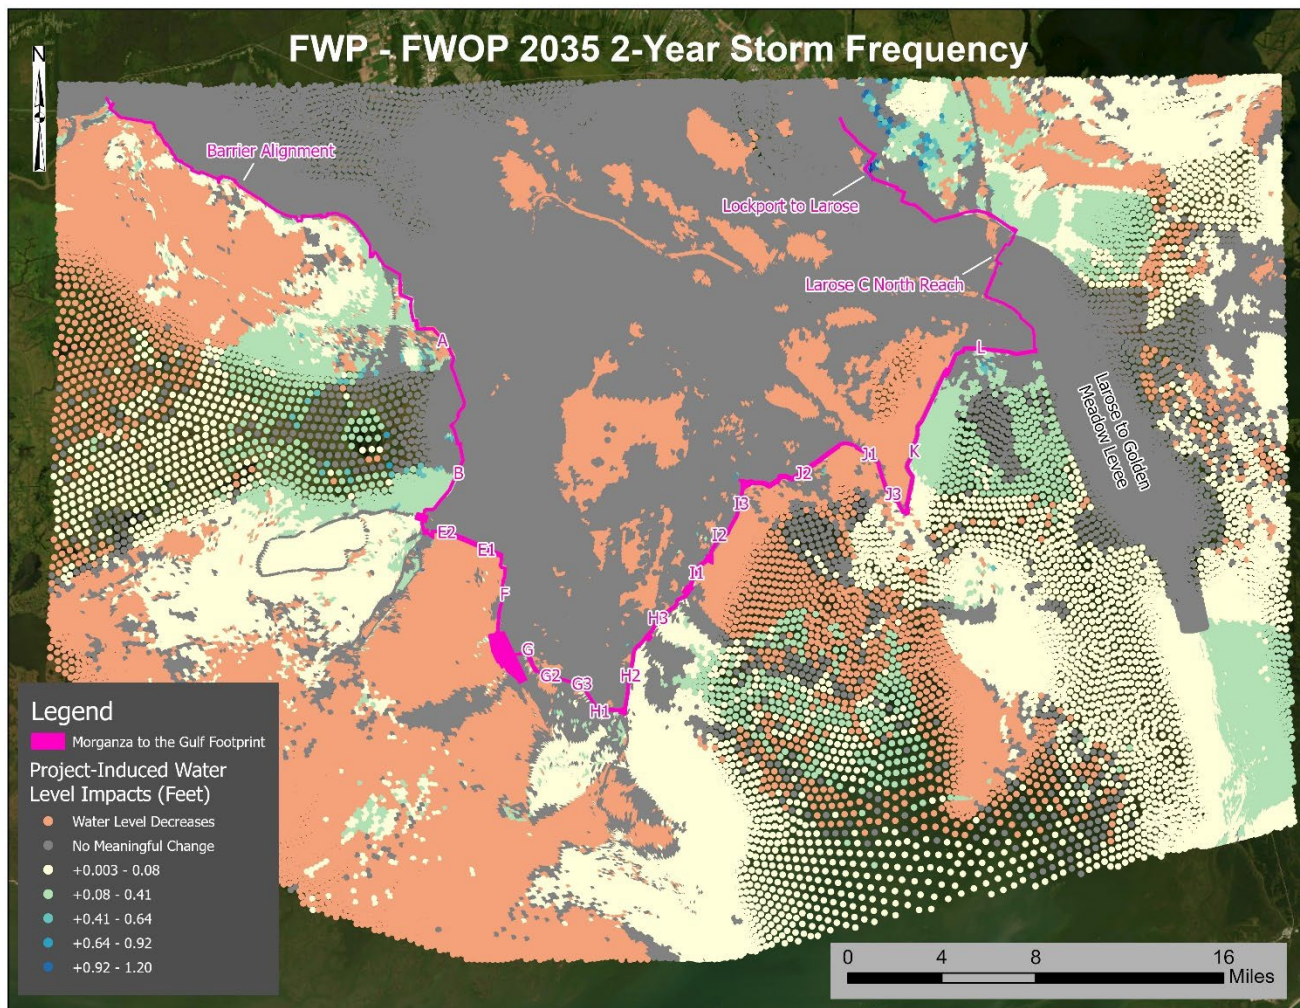 FWP - FWOP 2035 2-Year Storm Frequency
N
Barrier Alignment
Lockport to Larose
Larose C North Reach
A
L
Larose to Golden
Meadow Levee
B
K
J1
J2
J3
I3
E2
E1
I2
I1
F
H3
G
G2
G3
H2
H1
Legend
Morganza to the Gulf Footprint
Project-Induced Water
Level Impacts (Feet)
Water Level Decreases
No Meaningful Change
+0.003 - 0.08
+0.08 - 0.41
+0.41 - 0.64
+0.64 - 0.92
+0.92 - 1.20
0 4 8 16
Miles